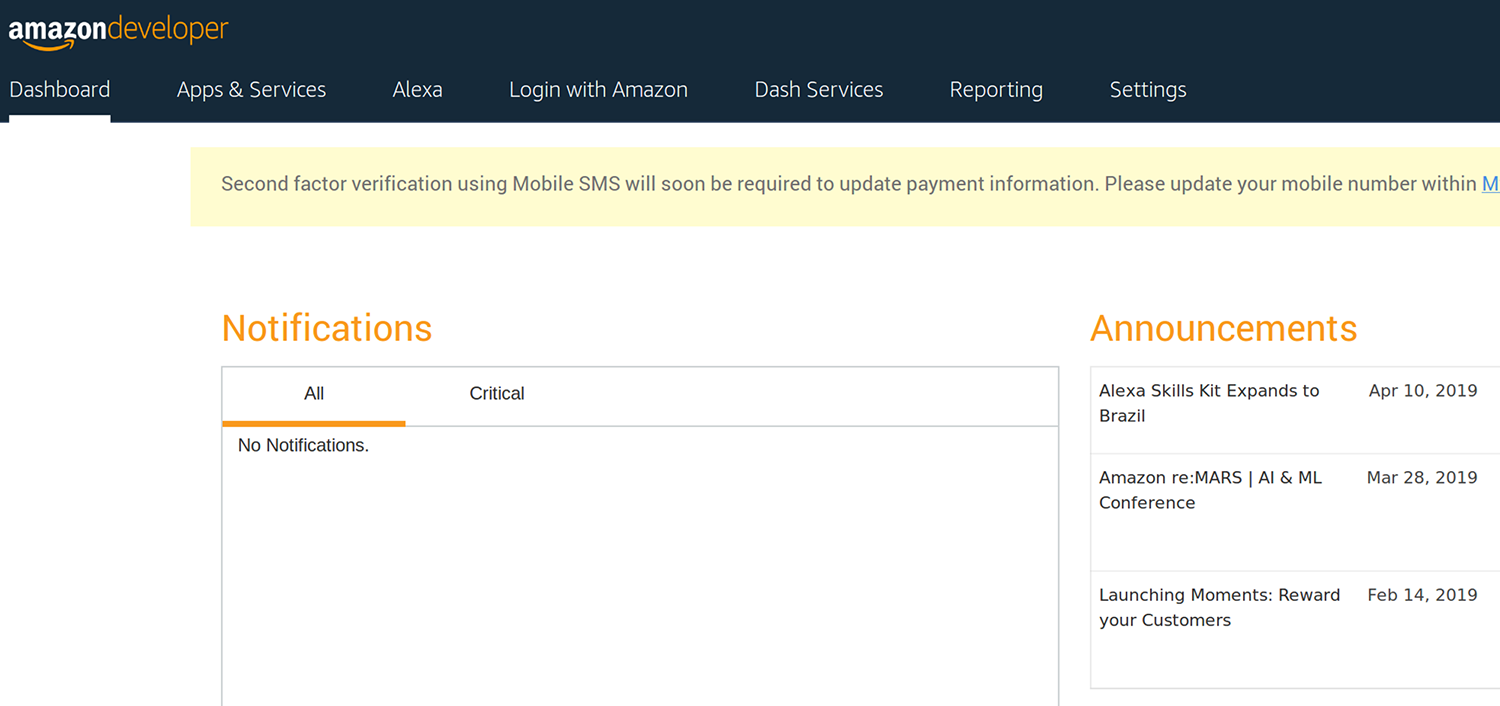 amazondeveloper
Dashboard Apps & Services Alexa Login with Amazon Dash Services Reporting Settings
Second factor verification using Mobile SMS will soon be required to update payment information. Please update your mobile number within M
Notifications
All Critical
No Notifications.
Announcements
Alexa Skills Kit Expands to Apr 10, 2019
Brazil
Amazon re:MARS | AI & ML Mar 28, 2019
Conference
Launching Moments: Reward Feb 14, 2019
your Customers